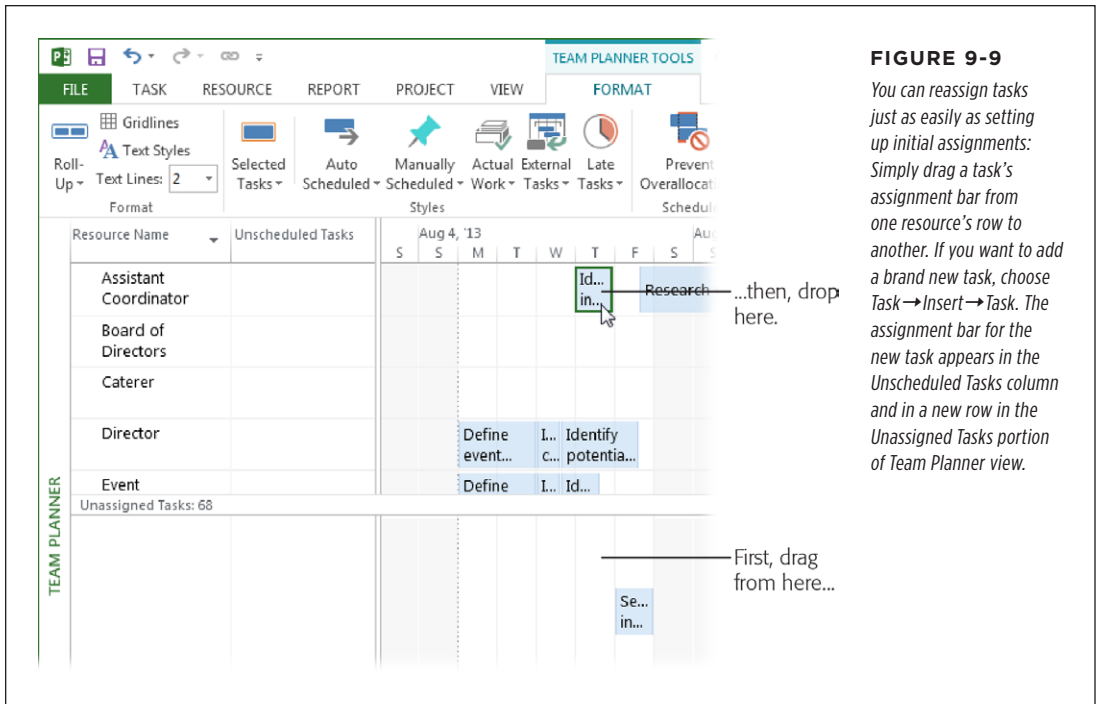 TEAM PLANNER TOOLS
FILE TASK RESOURCE REPORT PROJECT VIEW FORMAT
Roll-
Up
Gridlines
Text Styles
Text Lines: 2
Format
Selected
Tasks
Auto
Scheduled
Manually
Scheduled
Actual
Work
External
Tasks
Late
Tasks
Styles
Prevent
Overallocat
Schedul
Resource Name
Unscheduled Tasks
Aug 4, '13
Au
S S M T W T F S S
Assistant
Coordinator
Id...
in...
Research
Board of
Directors
Caterer
Director
Define
event...
I...
c...
Identify
potentia...
Event
Define
I...
Id...
Unassigned Tasks: 68
Se...
in...
TEAM PLANNER
...then, drop
here.
First, drag
from here...
FIGURE 9-9
You can reassign tasks
just as easily as setting
up initial assignments:
Simply drag a task's
assignment bar from
one resource's row to
another. If you want to add
a brand new task, choose
Task→Insert→Task. The
assignment bar for the
new task appears in the
Unscheduled Tasks column
and in a new row in the
Unassigned Tasks portion
of Team Planner view.